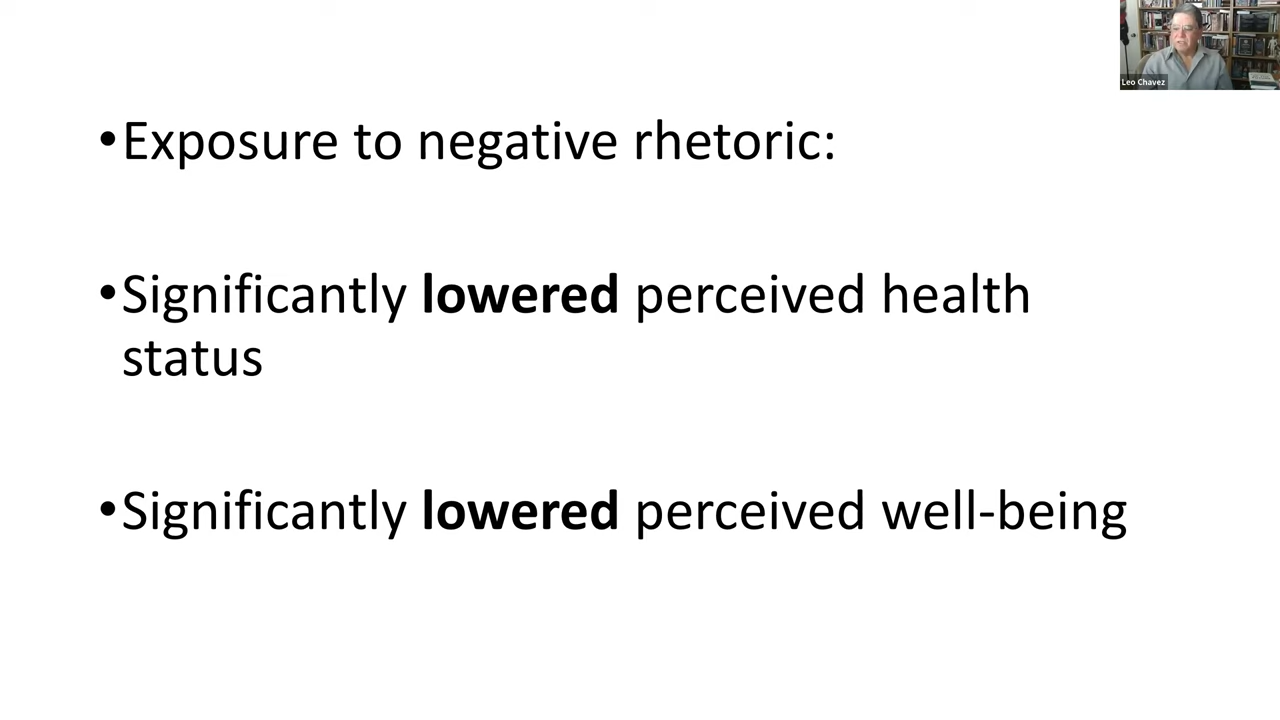 Leo Chavez
•Exposure to negative rhetoric:
•Significantly lowered perceived health
status
•Significantly lowered perceived well-being